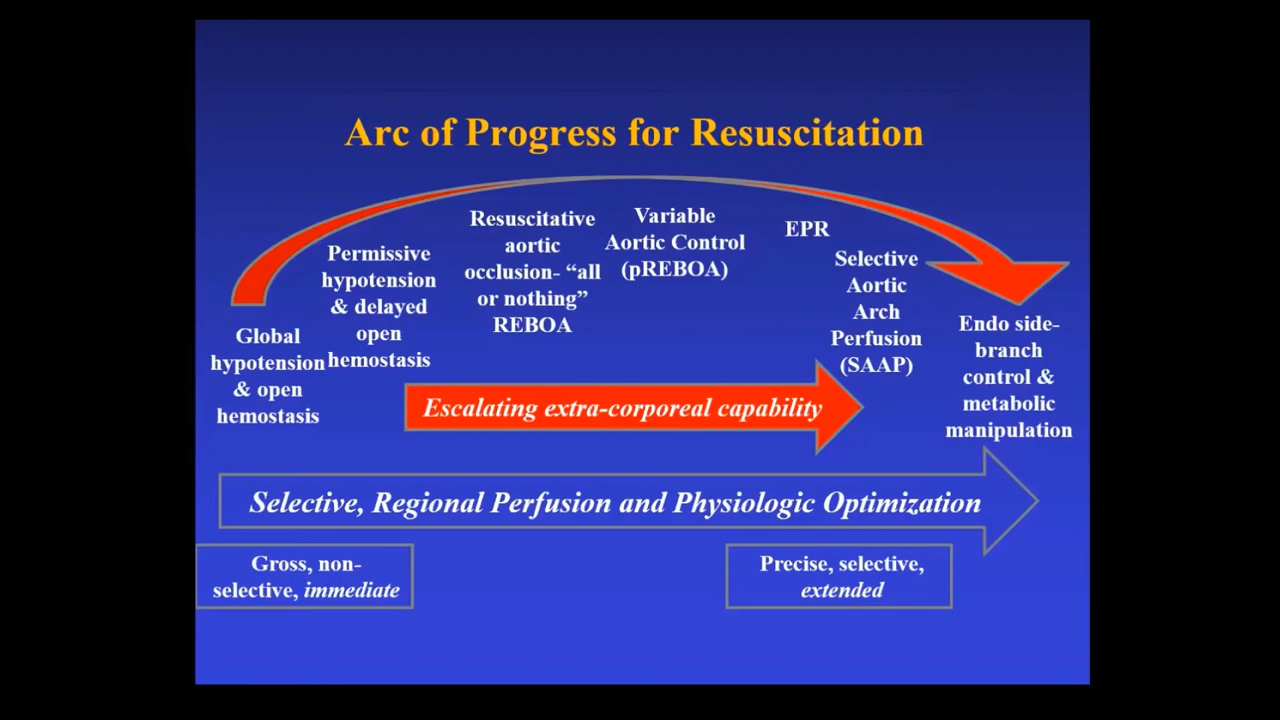 Arc of Progress for Resuscitation
Global
hypotension
& open
hemostasis
Permissive
hypotension
& delayed
open
hemostasis
Resuscitative
aortic
occlusion- “all
or nothing”
REBOA
Variable
Aortic Control
(pREBOA)
EPR
Selective
Aortic
Arch
Perfusion
(SAAP)
Endo side-
branch
control &
metabolic
manipulation
Escalating extra-corporeal capability
Selective, Regional Perfusion and Physiologic Optimization
Gross, non-
selective, immediate
Precise, selective,
extended